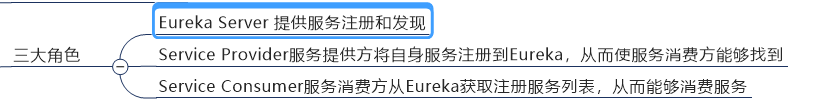 Eureka Server 提供服务注册和发现
三大角色
Service Provider服务提供方将自身服务注册到Eureka，从而使服务消费方能够找到
Service Consumer服务消费方从Eureka获取注册服务列表，从而能够消费服务